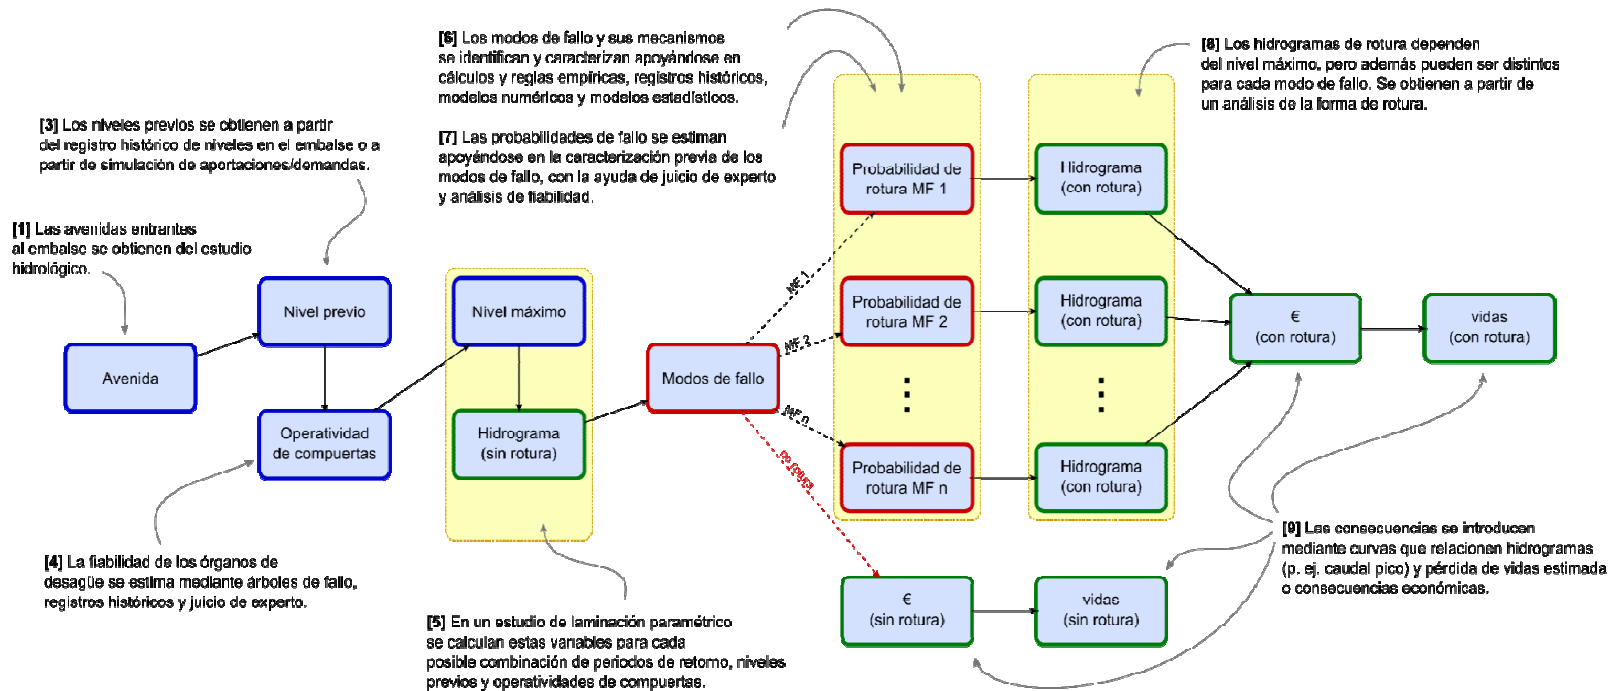 [6] Los modos de fallo y sus mecanismos
se identifican y caracterizan apoyándose en
cálculos y reglas empíricas, registros históricos,
modelos numéricos y modelos estadísticos.
[8] Los hidrogramas de rotura dependen
del nivel máximo, pero además pueden ser distintos
para cada modo de fallo. Se obtienen a partir de
un análisis de la forma de rotura.
[3] Los niveles previos se obtienen a partir
del registro histórico de niveles en el embalse o a
partir de simulación de aportaciones/demandas.
[7] Las probabilidades de fallo se estiman
apoyándose en la caracterización previa de los
modos de fallo, con la ayuda de juicio de experto
y análisis de fiabilidad.
[1] Las avenidas entrantes
al embalse se obtienen del estudio
hidrológico.
Avenida
Nivel previo
Operatividad
de compuertas
Nivel máximo
Hidrograma
(sin rotura)
Modos de fallo
MF 1
MF 2
MF n
no rotura
Probabilidad de
rotura MF 1
Probabilidad de
rotura MF 2
Probabilidad de
rotura MF n
Hidrograma
(con rotura)
Hidrograma
(con rotura)
Hidrograma
(con rotura)
€
(con rotura)
vidas
(con rotura)
€
(sin rotura)
vidas
(sin rotura)
[4] La fiabilidad de los órganos de
desagüe se estima mediante árboles de fallo,
registros históricos y juicio de experto.
[5] En un estudio de laminación paramétrico
se calculan estas variables para cada
posible combinación de periodos de retorno, niveles
previos y operatividades de compuertas.
[9] Las consecuencias se introducen
mediante curvas que relacionen hidrogramas
(p. ej. caudal pico) y pérdida de vidas estimada
o consecuencias económicas.